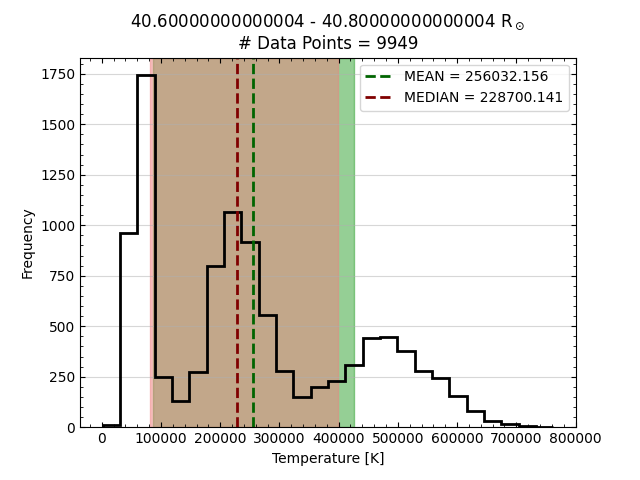 40.60000000000004 - 40.80000000000004 R⊙
# Data Points = 9949
MEAN = 256032.156
MEDIAN = 228700.141
1750
1500
1250
1000
750
500
250
0
Frequency
0 100000 200000 300000 400000 500000 600000 700000 800000
Temperature [K]